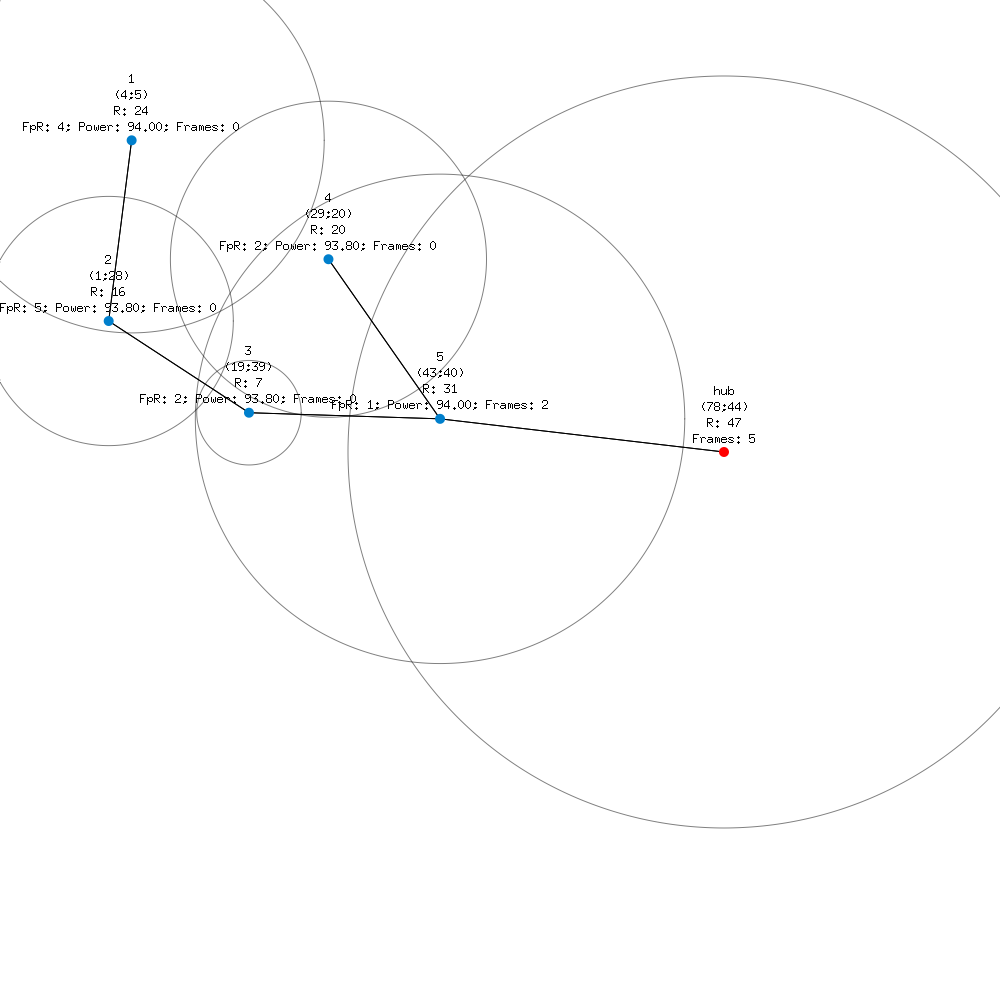 1
(4;5)
R: 24
FpR: 4; Power: 94.00; Frames: 0
4
(29;20)
R: 20
FpR: 2; Power: 93.80; Frames: 0
2
(1;28)
R: 16
FpR: 5; Power: 93.80; Frames: 0
3
(19;39)
R: 7
FpR: 2; Power: 93.80; Frames: 0
5
(43;40)
R: 31
FpR: 1; Power: 94.00; Frames: 2
hub
(78;44)
R: 47
Frames: 5